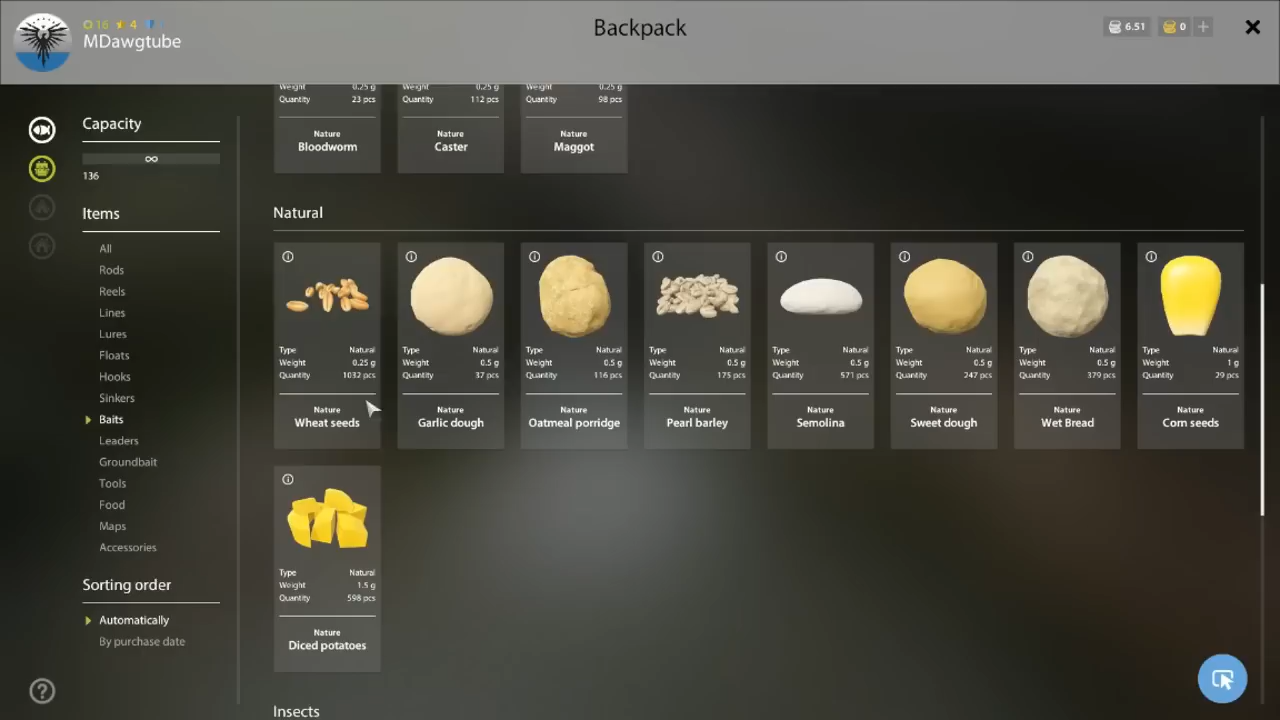 16 4
MDawgtube
Backpack
6.51
0 +
Weight 0.25 g
Quantity 23 pcs
Nature
Bloodworm
Weight 0.25 g
Quantity 112 pcs
Nature
Caster
Weight 0.25 g
Quantity 98 pcs
Nature
Maggot
Capacity
∞
136
Items
All
Rods
Reels
Lines
Lures
Floats
Hooks
Sinkers
Baits
Leaders
Groundbait
Tools
Food
Maps
Accessories
Sorting order
Automatically
By purchase date
Natural
Type Natural
Weight 0.25 g
Quantity 1032 pcs
Nature
Wheat seeds
Type Natural
Weight 0.5 g
Quantity 37 pcs
Nature
Garlic dough
Type Natural
Weight 0.5 g
Quantity 116 pcs
Nature
Oatmeal porridge
Type Natural
Weight 0.5 g
Quantity 175 pcs
Nature
Pearl barley
Type Natural
Weight 0.5 g
Quantity 571 pcs
Nature
Semolina
Type Natural
Weight 0.5 g
Quantity 247 pcs
Nature
Sweet dough
Type Natural
Weight 0.5 g
Quantity 379 pcs
Nature
Wet Bread
Type Natural
Weight 1 g
Quantity 29 pcs
Nature
Corn seeds
Type Natural
Weight 1.5 g
Quantity 598 pcs
Nature
Diced potatoes
Insects